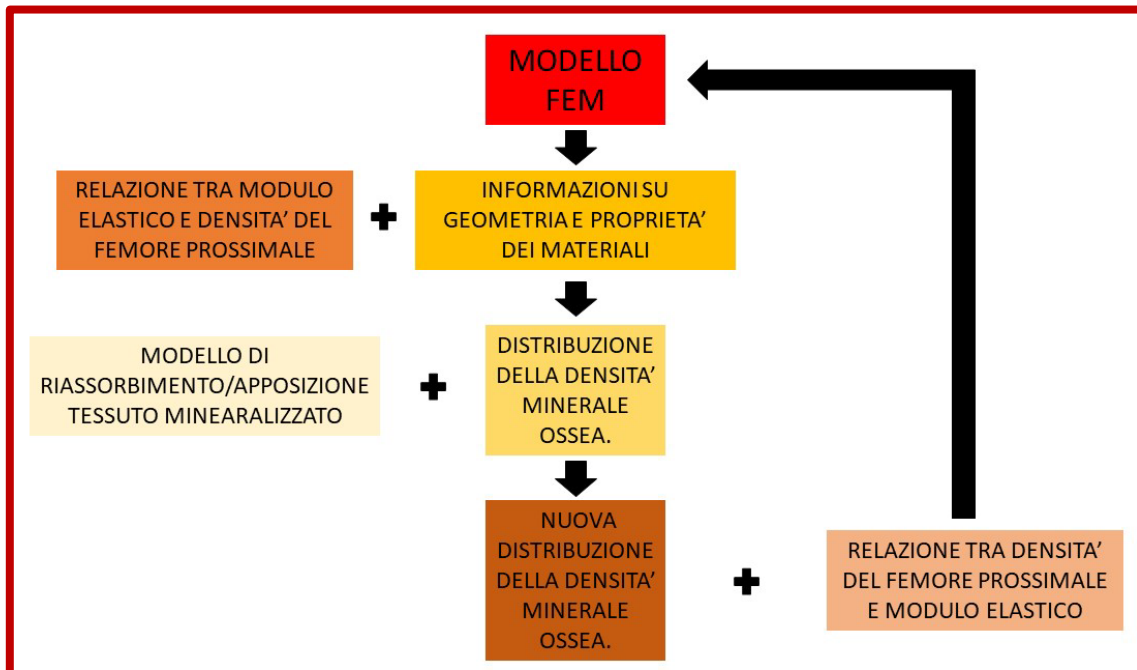 MODELLO
FEM
RELAZIONE TRA MODULO
ELASTICO E DENSITA’ DEL
FEMORE PROSSIMALE
INFORMAZIONI SU
GEOMETRIA E PROPRIETA’
DEI MATERIALI
MODELLO DI
RIASSORBIMENTO/APPOSIZIONE
TESSUTO MINEARALIZZATO
DISTRIBUZIONE
DELLA DENSITA’
MINERALE
OSSEA.
NUOVA
DISTRIBUZIONE
DELLA DENSITA’
MINERALE
OSSEA.
RELAZIONE TRA DENSITA’
DEL FEMORE PROSSIMALE
E MODULO ELASTICO